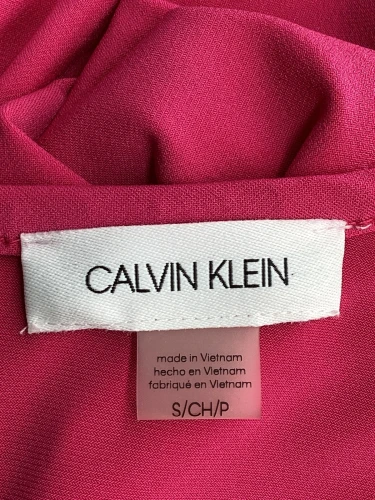 CALVIN KLEIN
made in Vietnam
hecho en Vietnam
fabriqué en Vietnam
S/CH/P